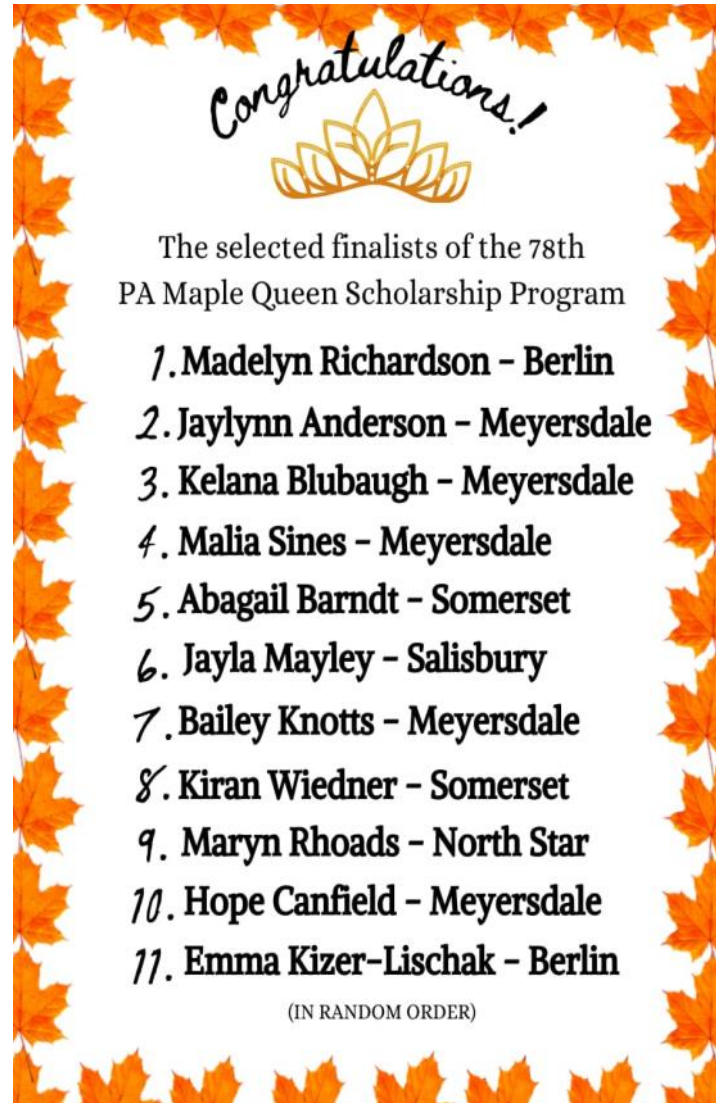 Congratulations!
The selected finalists of the 78th
PA Maple Queen Scholarship Program
1. Madelyn Richardson - Berlin
2. Jaylynn Anderson - Meyersdale
3. Kelana Blubaugh - Meyersdale
4. Malia Sines - Meyersdale
5. Abagail Barndt - Somerset
6. Jayla Mayley - Salisbury
7. Bailey Knotts - Meyersdale
8. Kiran Wiedner - Somerset
9. Maryn Rhoads - North Star
10. Hope Canfield - Meyersdale
11. Emma Kizer-Lischak - Berlin
(IN RANDOM ORDER)